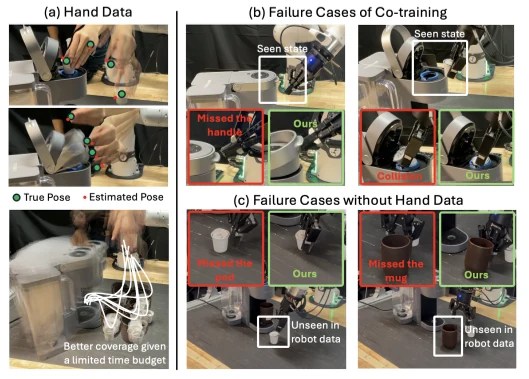 (a) Hand Data
True Pose
Estimated Pose
Better coverage given
a limited time budget
(b) Failure Cases of Co-training
Seen state
Missed the
handle
Ours
Seen state
Collision
Ours
(c) Failure Cases without Hand Data
Missed the
pod
Ours
Unseen in
robot data
Missed the
mug
Ours
Unseen in
robot data